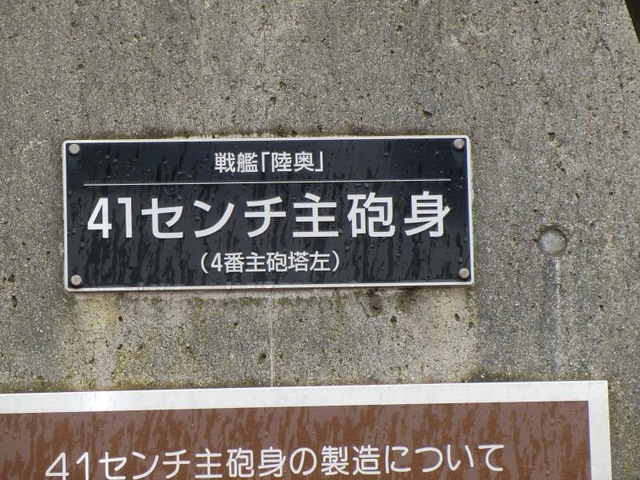 戦艦「陸奥」
41センチ主砲身
（4番主砲塔左）
41センチ主砲身の製造について